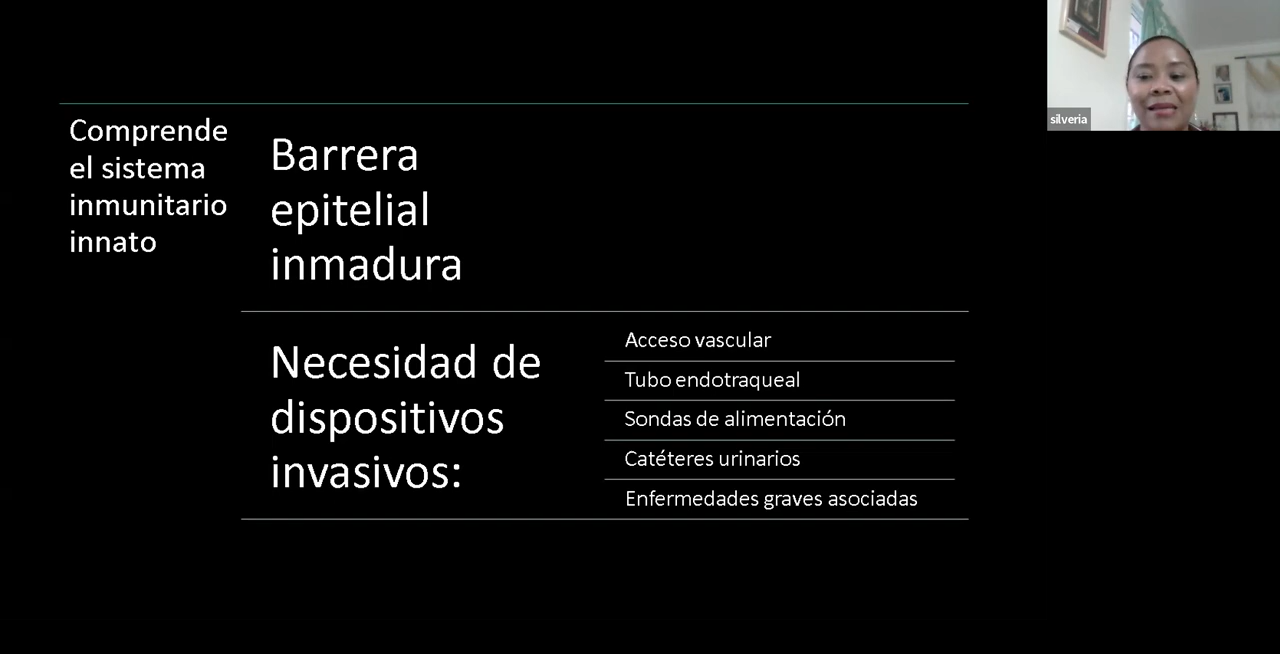 Comprende
el sistema
inmunitario
innato
Barrera
epitelial
inmadura
Necesidad de
dispositivos
invasivos:
Acceso vascular
Tubo endotraqueal
Sondas de alimentación
Catéteres urinarios
Enfermedades graves asociadas
silveria